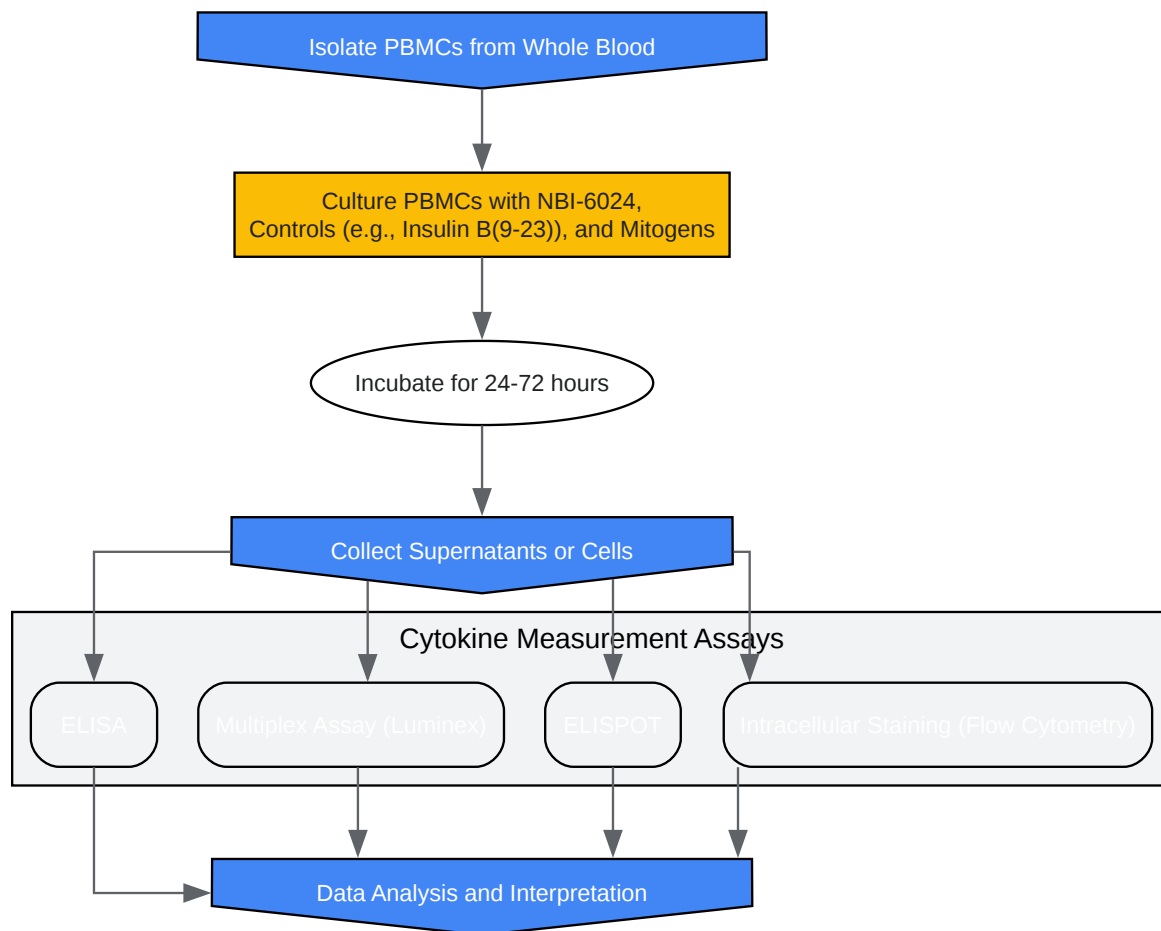 Isolate PBMCs from Whole Blood
Culture PBMCs with NBI-6024,
Controls (e.g., Insulin B(9-23)), and Mitogens
Incubate for 24-72 hours
Collect Supernatants or Cells
Cytokine Measurement Assays
ELISA
Multiplex Assay (Luminex)
ELISPOT
Intracellular Staining (Flow Cytometry)
Data Analysis and Interpretation